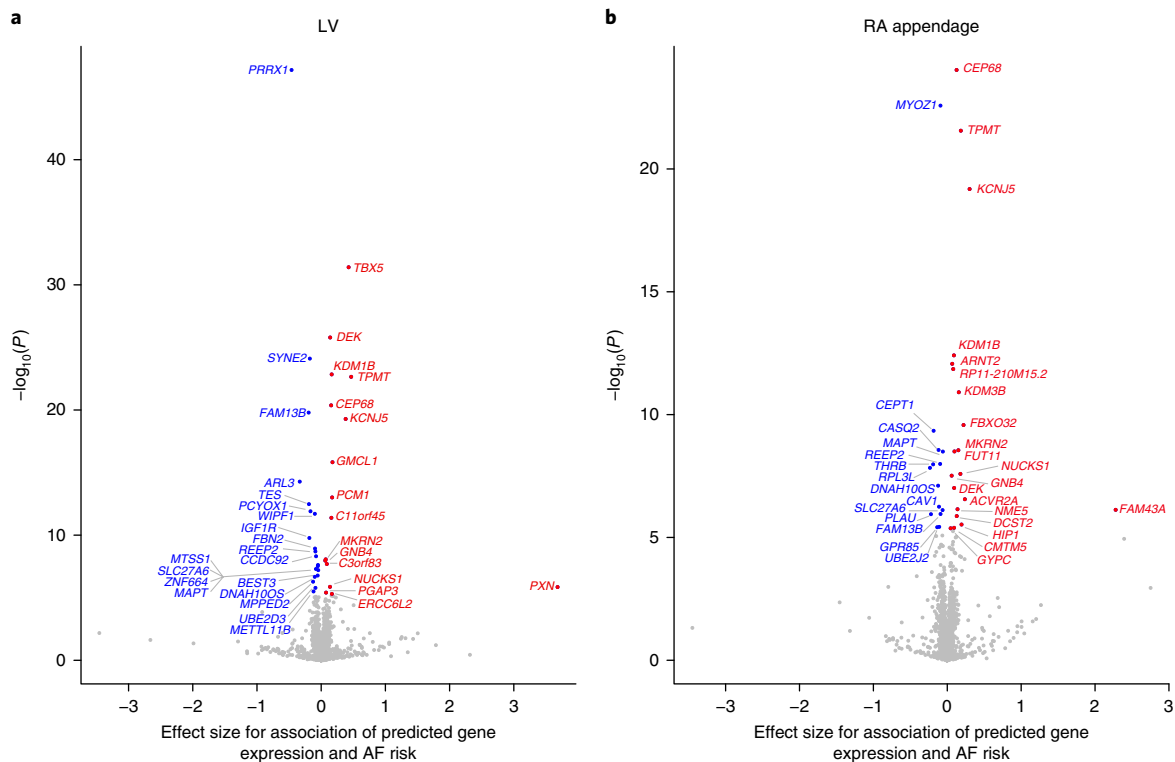 a
LV
−log10(P)
40
30
20
10
0
−3
−2
−1
0
1
2
3
Effect size for association of predicted gene
expression and AF risk
PRRX1
TBX5
DEK
SYNE2
KDM1B
TPMT
CEP68
FAM13B
KCNJ5
GMCL1
ARL3
PCM1
TES
PCYOX1
WIPF1
C11orf45
IGF1R
FBN2
REEP2
CCDC92
MKRN2
GNB4
C3orf83
MTSS1
SLC27A6
ZNF664
MAPT
BEST3
DNAH10OS
MPPED2
UBE2D3
METTL11B
NUCKS1
PGAP3
ERCC6L2
PXN
b
RA appendage
−log10(P)
20
15
10
5
0
−3
−2
−1
0
1
2
3
Effect size for association of predicted gene
expression and AF risk
CEP68
MYOZ1
TPMT
KCNJ5
KDM1B
ARNT2
RP11-210M15.2
KDM3B
CEPT1
FBXO32
CASQ2
MAPT
REEP2
THRB
RPL3L
DNAH10OS
MKRN2
FUT11
NUCKS1
GNB4
DEK
ACVR2A
CAV1
SLC27A6
PLAU
FAM13B
GPR85
UBE2J2
NME5
DCST2
HIP1
CMTM5
GYPC
FAM43A